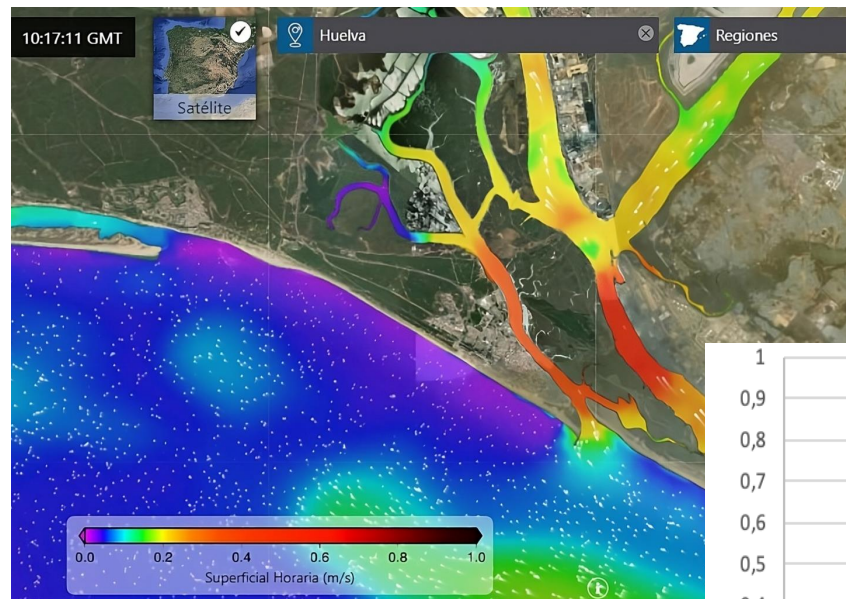 10:17:11 GMT
Satélite
Huelva
Regiones
0.0 0.2 0.4 0.6 0.8 1.0
Superficial Horaria (m/s)
1
0,9
0,8
0,7
0,6
0,5